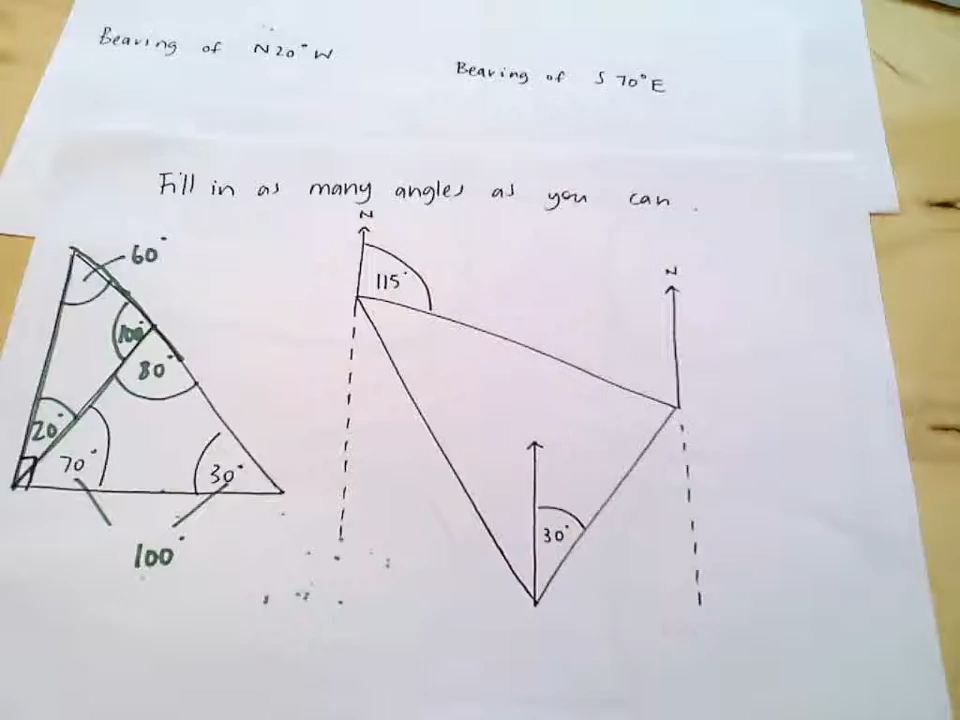 Bearing of N20°W
Bearing of S 70°E
Fill in as many angles as you can.
N
60°
115°
N
100°
80°
20°
70°
30°
30°
100°